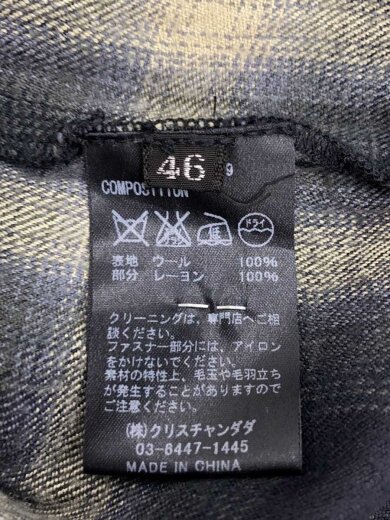 46
9
COMPOSITION
低
ドライ
表地 ウール 100%
部分 レーヨン 100%
クリーニングは、専門店へご相
談ください。
ファスナー部分には、アイロン
をかけないでください。
素材の特性上、毛玉や毛羽立ち
が発生することがありますので
ご注意ください。
(株)クリスチャンダダ
03-6447-1445
MADE IN CHINA